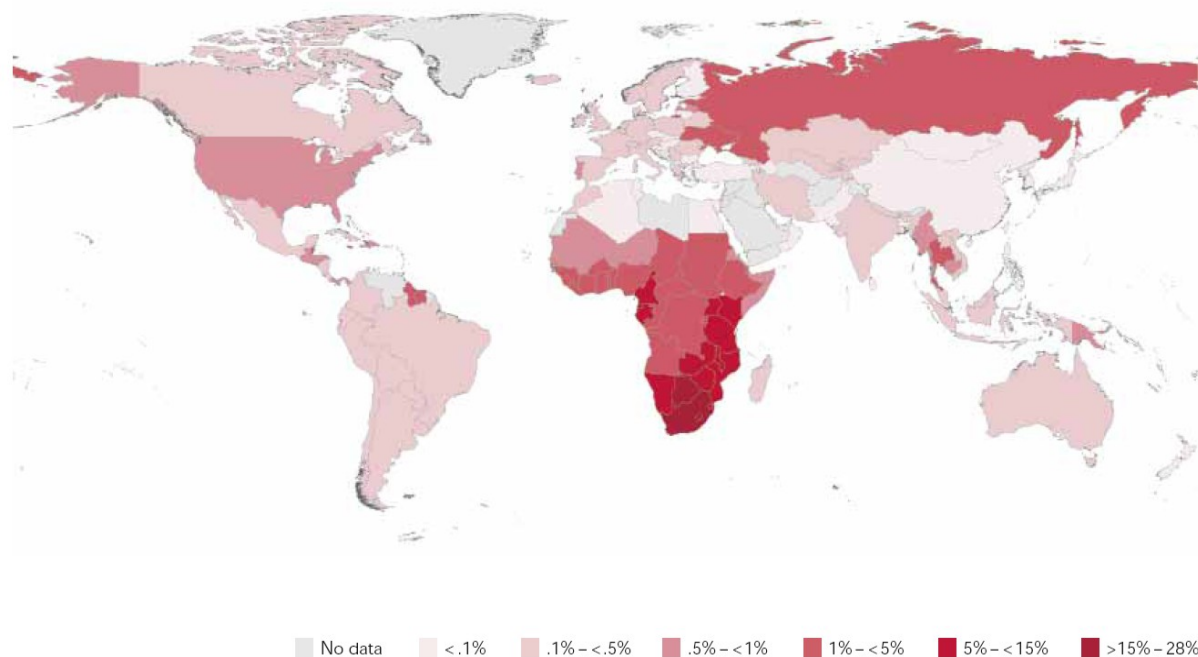 No data <.1% .1% – <.5% .5% – <1% 1% – <5% 5% – <15% >15% – 28%